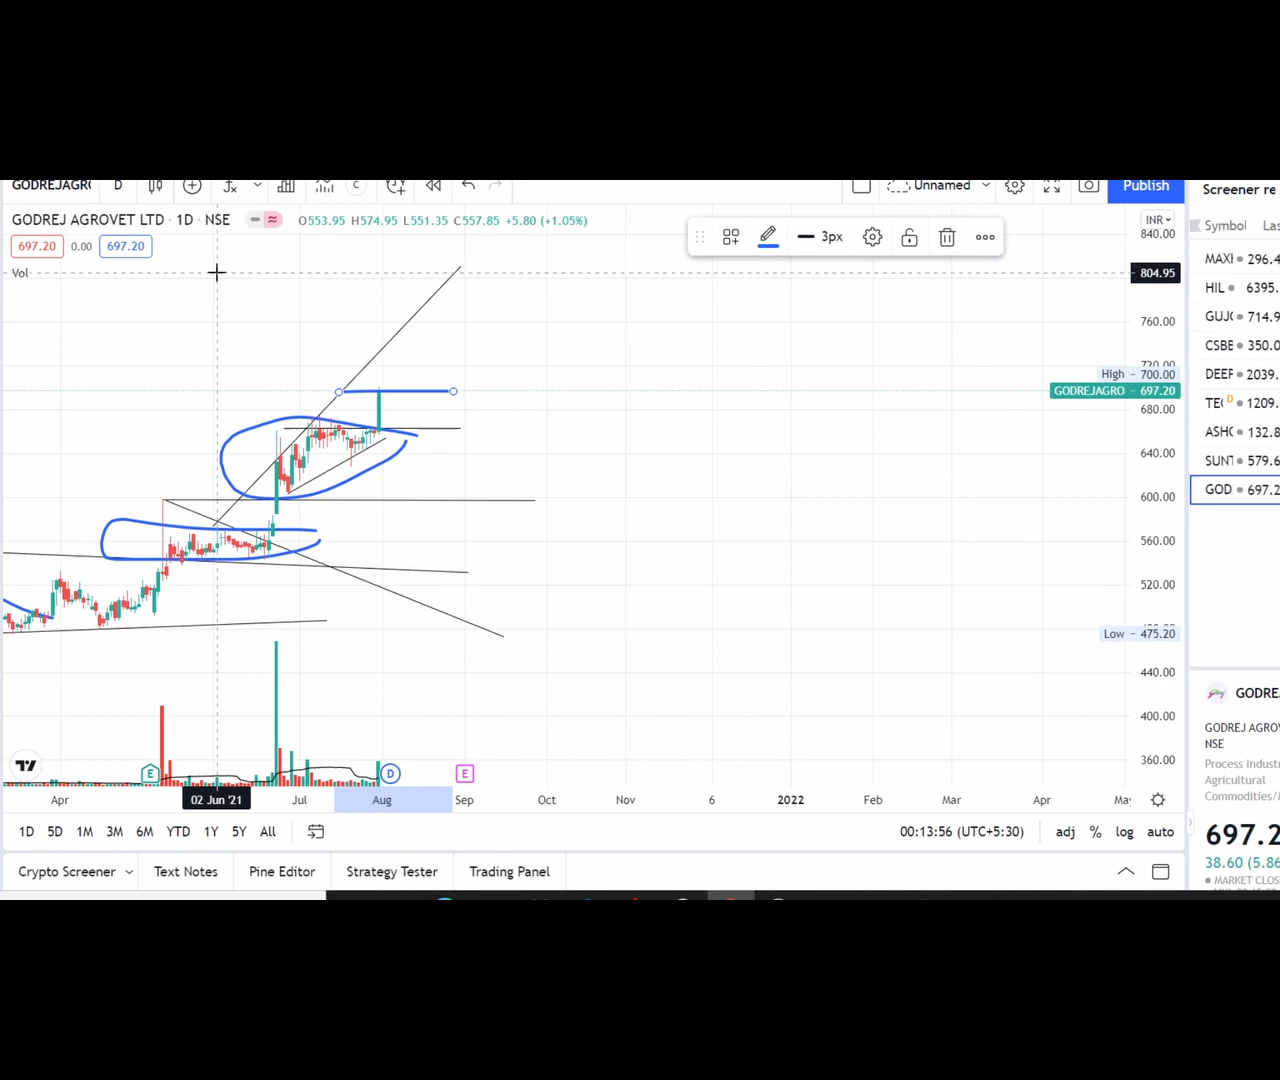 GODREJAGR D Unnamed Publish Screener re
GODREJ AGROVET LTD · 1D · NSE O553.95 H574.95 L551.35 C557.85 +5.80 (+1.05%)
697.20 0.00 697.20
3px
INR
Symbol
Vol
840.00
804.95
760.00
720.00
High - 700.00
GODREJAGRO - 697.20
680.00
640.00
600.00
560.00
520.00
Low - 475.20
440.00
400.00
360.00
E D E
Apr 02 Jun '21 Jul Aug Sep Oct Nov 6 2022 Feb Mar Apr May
1D 5D 1M 3M 6M YTD 1Y 5Y All 00:13:56 (UTC+5:30) adj % log auto
Crypto Screener Text Notes Pine Editor Strategy Tester Trading Panel
MAXI 296.4
HIL 6395.
GUJ 714.9
CSBE 350.0
DEEF 2039.
TE D 1209.
ASHC 132.8
SUNT 579.6
GOD 697.2
GODRE
GODREJ AGROV
NSE
Process Industr
Agricultural
Commodities/M
697.2
38.60 (5.86
MARKET CLOS